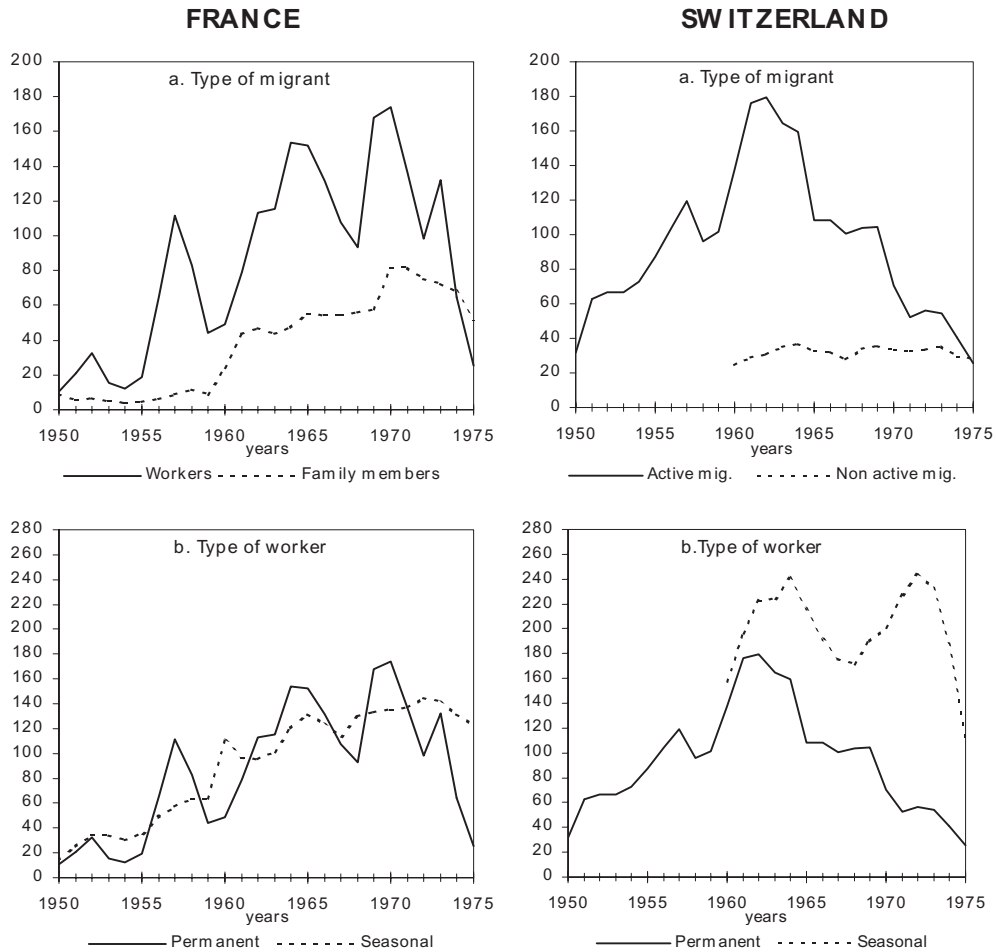 FRANCE
SWITZERLAND
a. Type of migrant
200
180
160
140
120
100
80
60
40
20
0
1950 1955 1960 1965 1970 1975
years
Workers Family members
a. Type of migrant
200
180
160
140
120
100
80
60
40
20
0
1950 1955 1960 1965 1970 1975
years
Active mig. Non active mig.
b. Type of worker
280
260
240
220
200
180
160
140
120
100
80
60
40
20
0
1950 1955 1960 1965 1970 1975
years
Permanent Seasonal
b.Type of worker
280
260
240
220
200
180
160
140
120
100
80
60
40
20
0
1950 1955 1960 1965 1970 1975
years
Permanent Seasonal